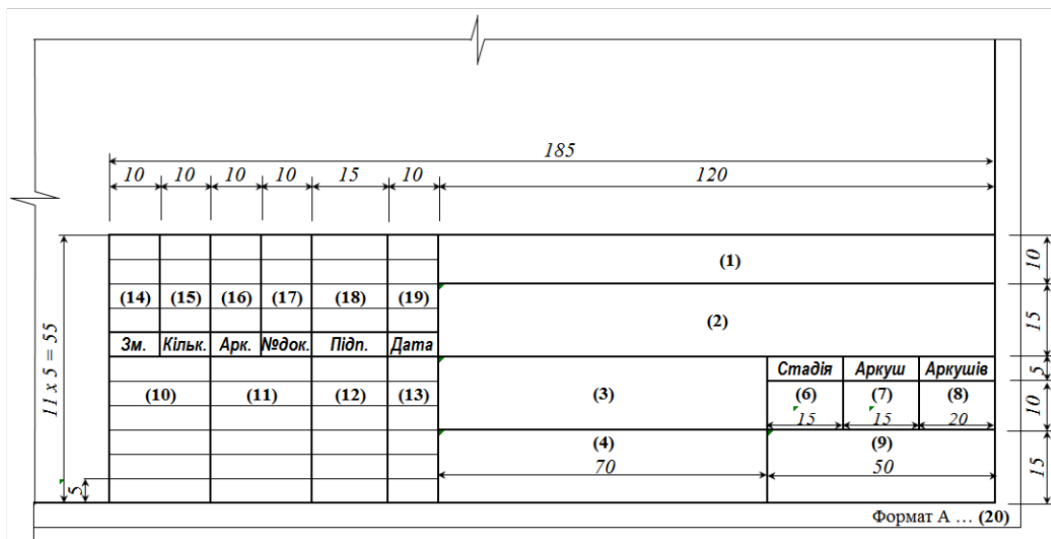 185
10 10 10 10 15 10 120
(1) 10
(14) (15) (16) (17) (18) (19) (2) 15
Зм. Кільк. Арк. №док. Підп. Дата
11 x 5 = 55
Стадія Аркуш Аркушів 5
(10) (11) (12) (13) (3) (6) (7) (8) 10
15 15 20
(4) (9) 15
70 50
5
Формат А ... (20)